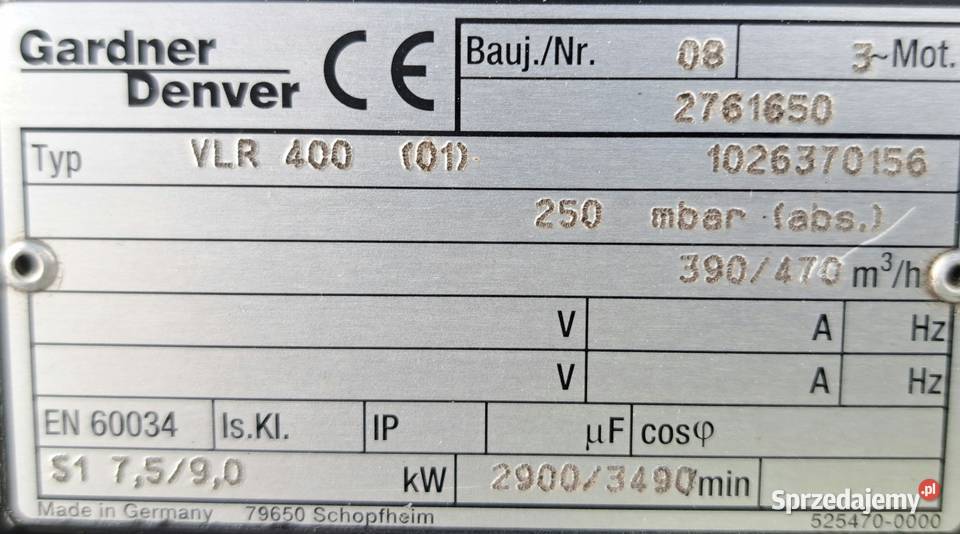 Gardner Denver CE Bauj./Nr. 08 3~Mot.
2761650
Typ VLR 400 (01) 1026370156
250 mbar (abs.)
390/470 m³/h
V A Hz
V A Hz
EN 60034 Is.Kl. IP µF cosφ
S1 7,5/9,0 kW 2900/3490/min
Made in Germany 79650 Schopfheim 525470-0000
Sprzedajemy.pl